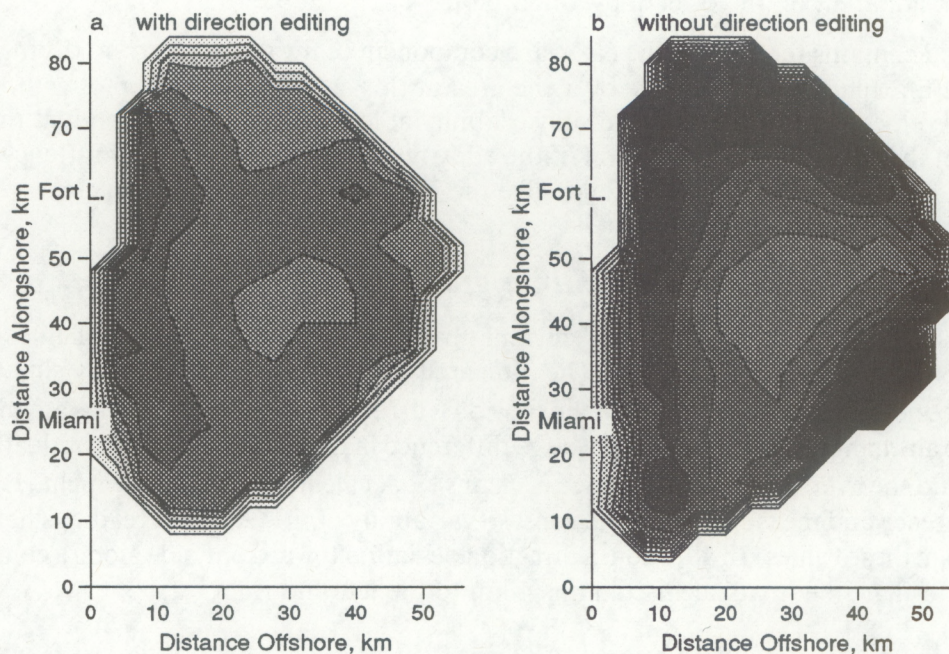 a with direction editing
80
70
Fort L.
50
40
30
Miami
20
10
0
Distance Alongshore, km
0 10 20 30 40 50
Distance Offshore, km
b without direction editing
80
70
Fort L.
50
40
30
Miami
20
10
0
Distance Alongshore, km
0 10 20 30 40 50
Distance Offshore, km